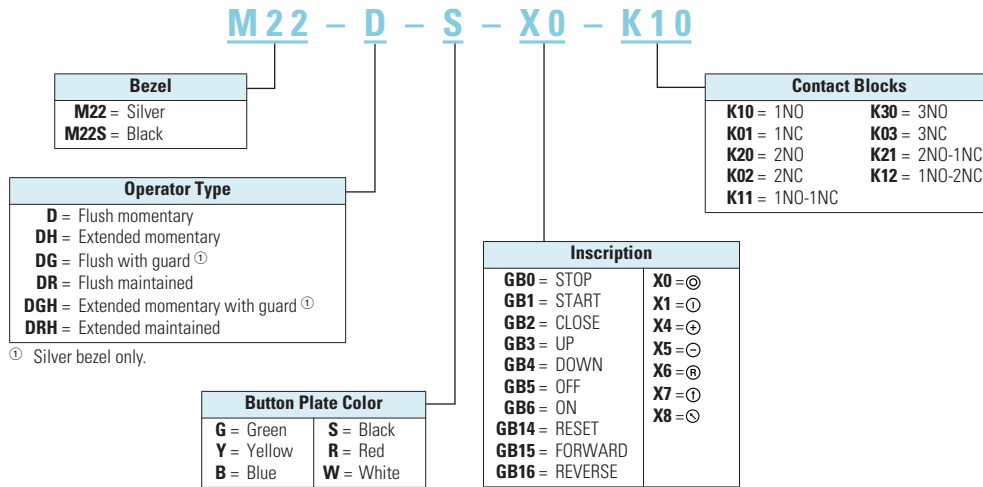 M22 – D – S – X0 – K10
Bezel
M22 = Silver
M22S = Black
Operator Type
D = Flush momentary
DH = Extended momentary
DG = Flush with guard ①
DR = Flush maintained
DGH = Extended momentary with guard ①
DRH = Extended maintained
① Silver bezel only.
Button Plate Color
G = Green
Y = Yellow
B = Blue
S = Black
R = Red
W = White
Inscription
GB0 = STOP
GB1 = START
GB2 = CLOSE
GB3 = UP
GB4 = DOWN
GB5 = OFF
GB6 = ON
GB14 = RESET
GB15 = FORWARD
GB16 = REVERSE
X0 =⊚
X1 =⦶
X4 =⊕
X5 =⊖
X6 =Ⓡ
X7 =
X8 =
Contact Blocks
K10 = 1NO
K01 = 1NC
K20 = 2NO
K02 = 2NC
K11 = 1NO-1NC
K30 = 3NO
K03 = 3NC
K21 = 2NO-1NC
K12 = 1NO-2NC